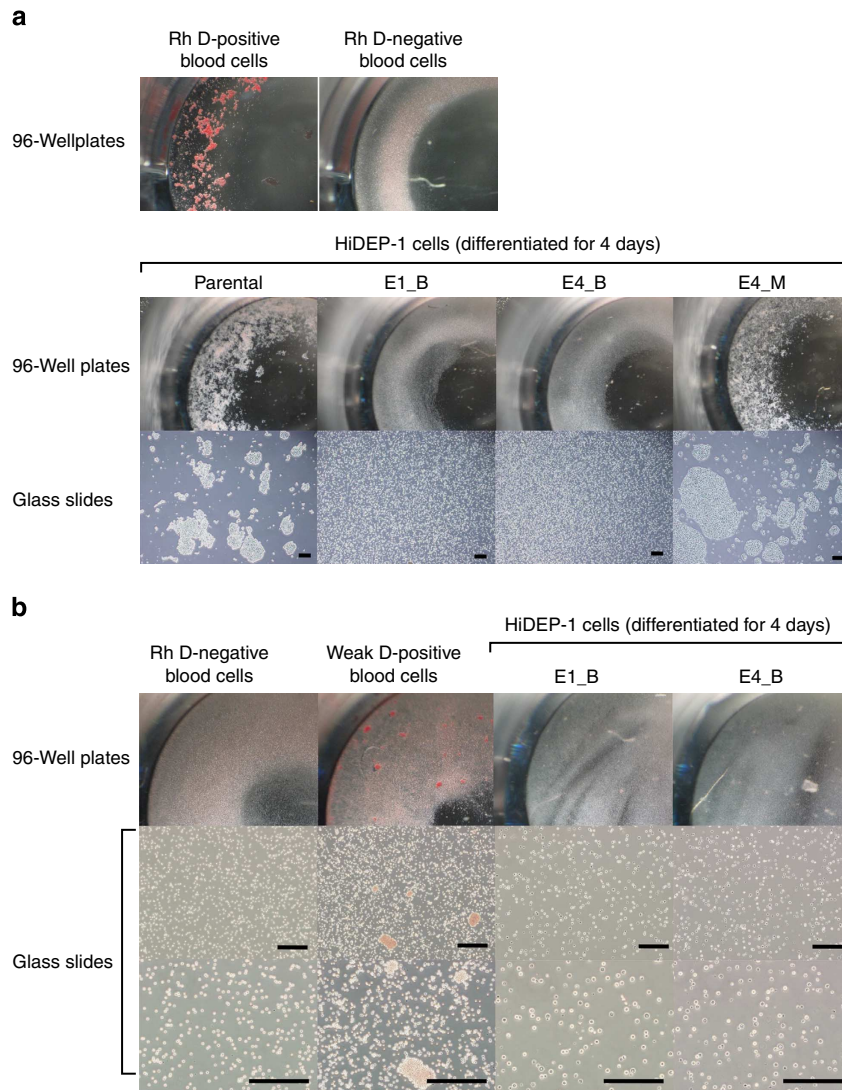 a
Rh D-positive
blood cells
Rh D-negative
blood cells
96-Wellplates
HiDEP-1 cells (differentiated for 4 days)
Parental
E1_B
E4_B
E4_M
96-Well plates
Glass slides
b
HiDEP-1 cells (differentiated for 4 days)
Rh D-negative
blood cells
Weak D-positive
blood cells
E1_B
E4_B
96-Well plates
Glass slides